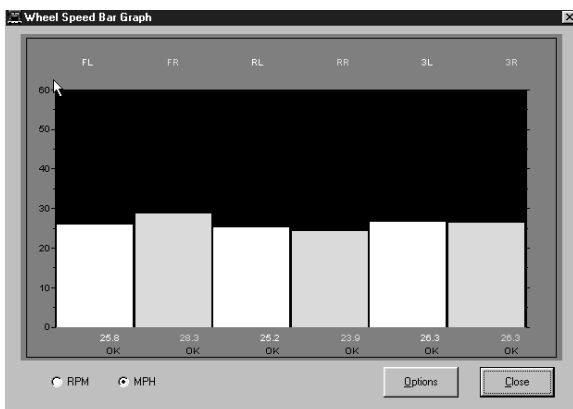 Wheel Speed Bar Graph
FL FR RL RR 3L 3R
60
50
40
30
20
10
0
25.8 28.3 25.2 23.9 26.3 26.3
OK OK OK OK OK OK
RPM MPH Options Close